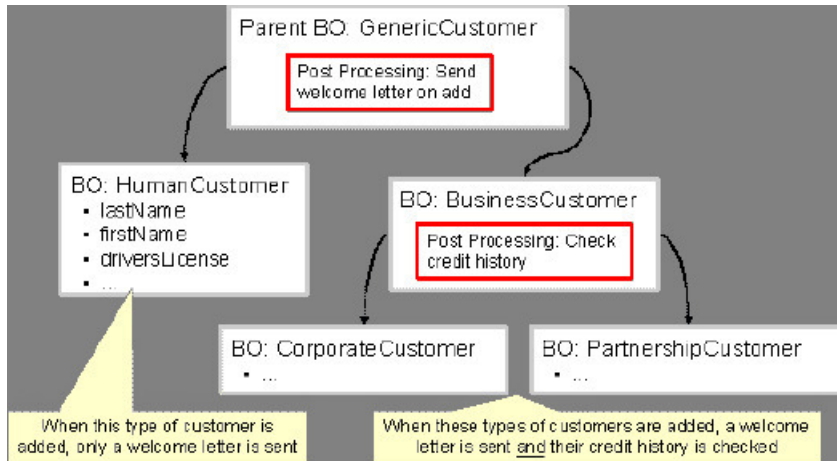 Parent BO: GenericCustomer
Post Processing: Send
welcome letter on add
BO: HumanCustomer
▪ lastName
▪ firstName
▪ driversLicense
▪ ...
BO: BusinessCustomer
Post Processing: Check
credit history
BO: CorporateCustomer
▪ ...
BO: PartnershipCustomer
▪ ...
When this type of customer is
added, only a welcome letter is sent
When these types of customers are added, a welcome
letter is sent and their credit history is checked